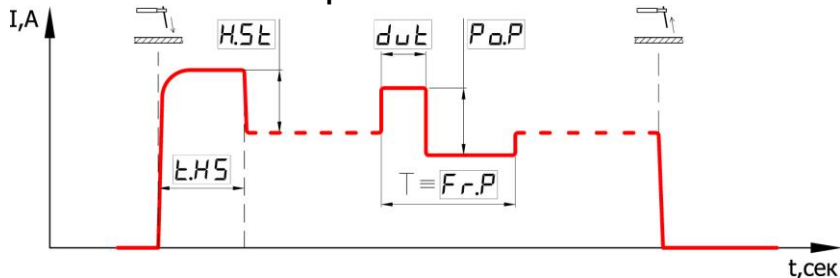 I,A
H.St
dut
Po.P
t.HS
T ≡ Fr.P
t,сек